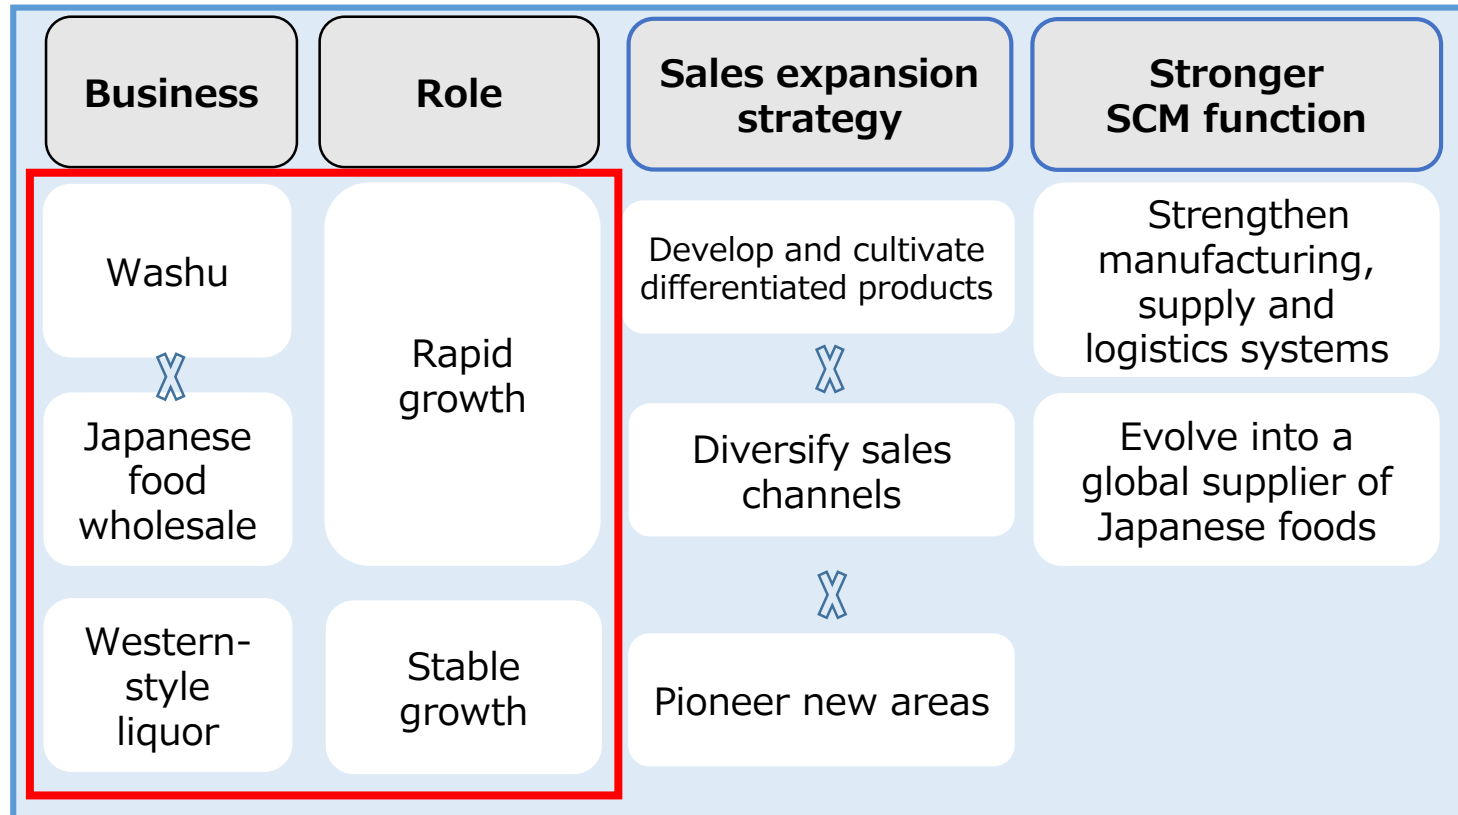 Business
Role
Sales expansion
strategy
Stronger
SCM function
Washu
Japanese
food
wholesale
Western-
style
liquor
Rapid
growth
Stable
growth
Develop and cultivate
differentiated products
Diversify sales
channels
Pioneer new areas
Strengthen
manufacturing,
supply and
logistics systems
Evolve into a
global supplier of
Japanese foods